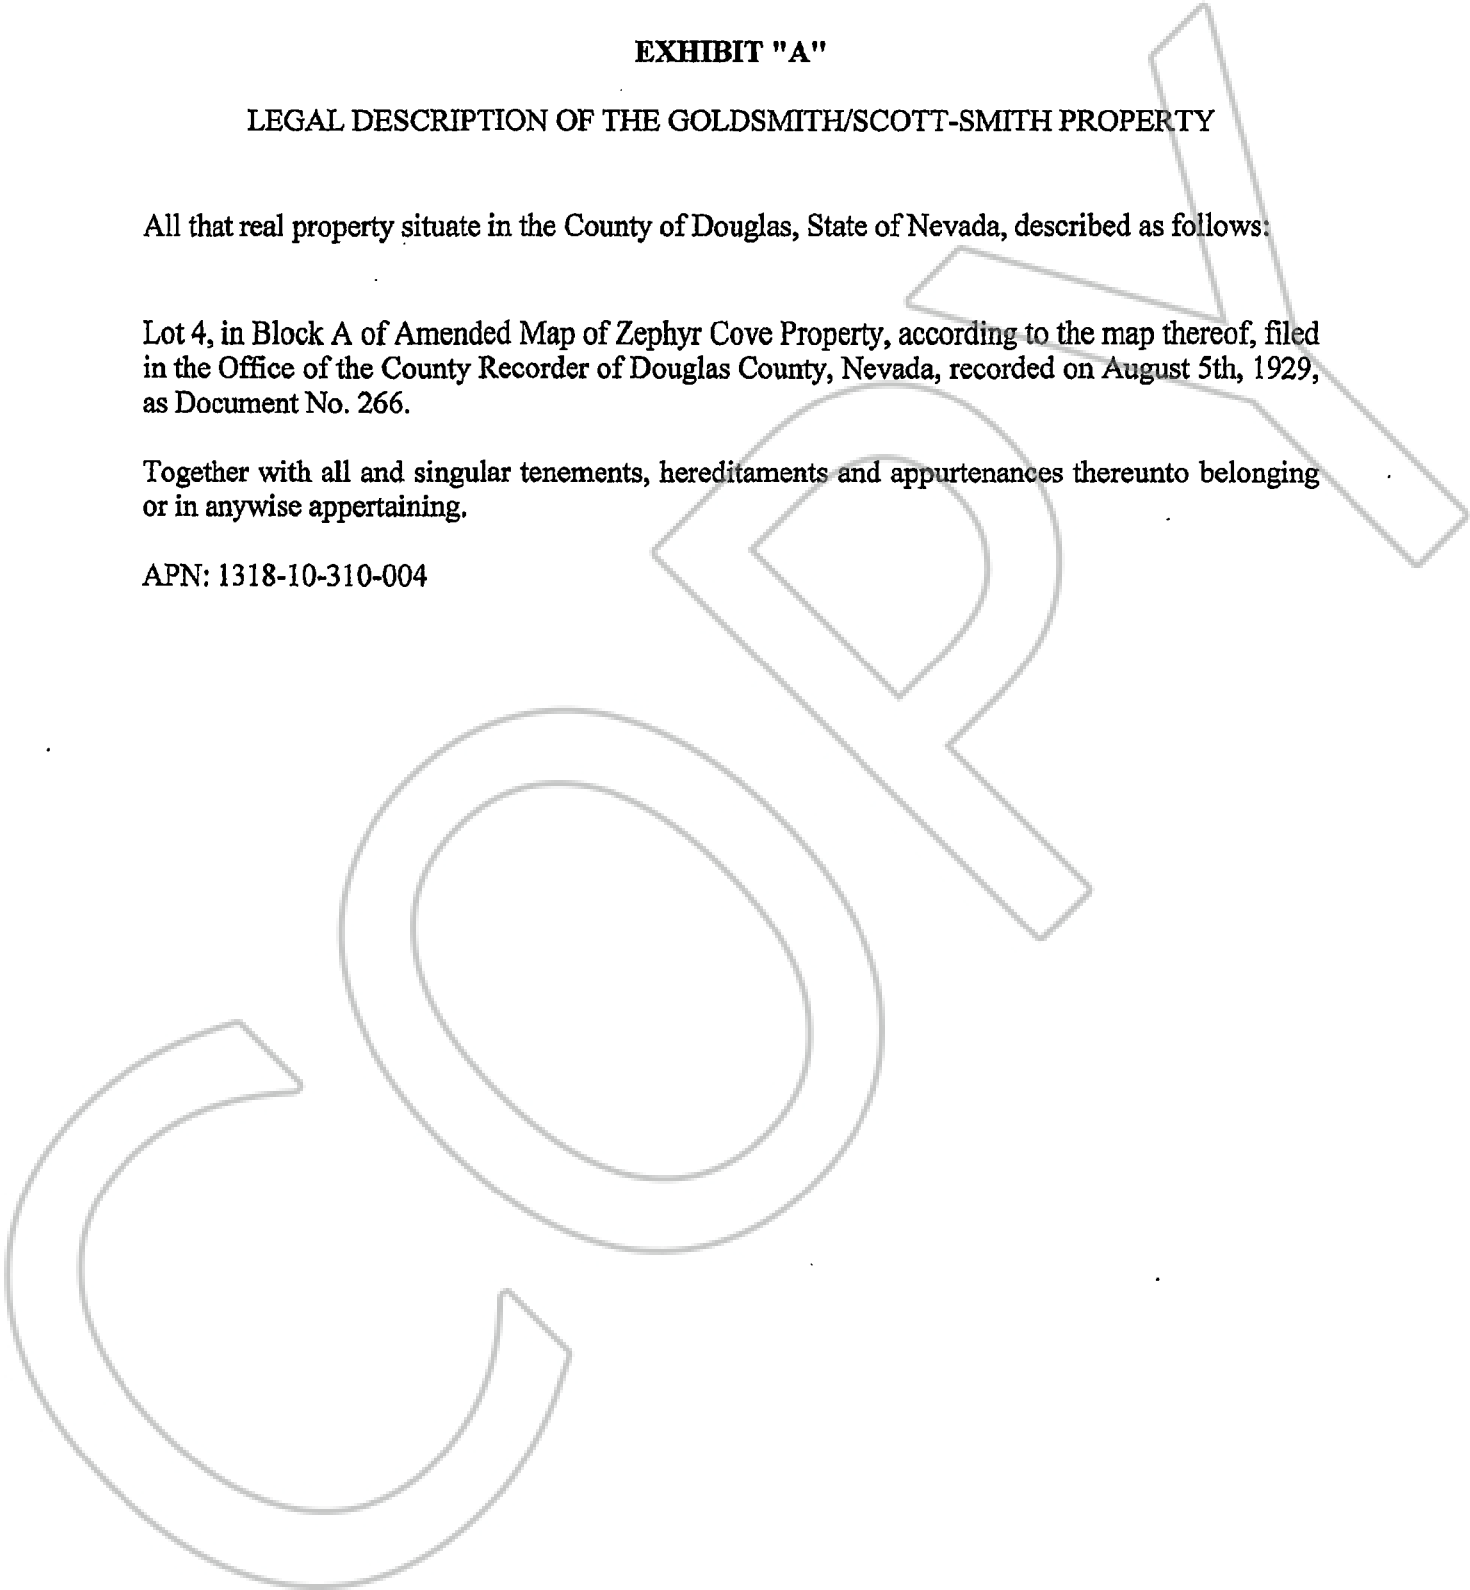 EXHIBIT "A"
LEGAL DESCRIPTION OF THE GOLDSMITH/SCOTT-SMITH PROPERTY
All that real property situate in the County of Douglas, State of Nevada, described as follows:
Lot 4, in Block A of Amended Map of Zephyr Cove Property, according to the map thereof, filed
in the Office of the County Recorder of Douglas County, Nevada, recorded on August 5th, 1929,
as Document No. 266.
Together with all and singular tenements, hereditaments and appurtenances thereunto belonging
or in anywise appertaining.
APN: 1318-10-310-004
COPY